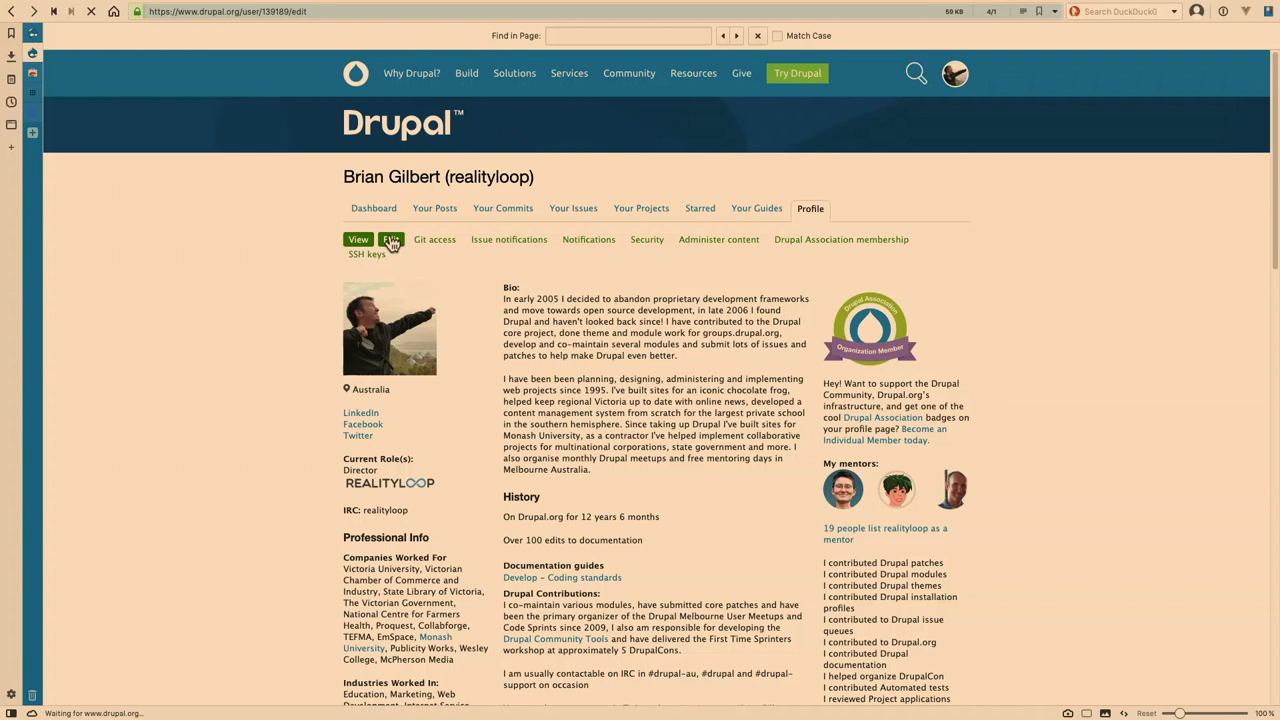 https://www.drupal.org/user/139189/edit
59 KB
4/1
Search DuckDuckG
Find in Page:
Match Case
Why Drupal?
Build
Solutions
Services
Community
Resources
Give
Try Drupal
Drupal™
Brian Gilbert (realityloop)
Dashboard
Your Posts
Your Commits
Your Issues
Your Projects
Starred
Your Guides
Profile
View
Edit
Git access
Issue notifications
Notifications
Security
Administer content
Drupal Association membership
SSH keys
Australia
LinkedIn
Facebook
Twitter
Current Role(s):
Director
REALITYLOOP
IRC: realityloop
Professional Info
Companies Worked For
Victoria University, Victorian
Chamber of Commerce and
Industry, State Library of Victoria,
The Victorian Government,
National Centre for Farmers
Health, Proquest, Collabforge,
TEFMA, EmSpace, Monash
University, Publicity Works, Wesley
College, McPherson Media
Industries Worked In:
Education, Marketing, Web
Development, Internet Service
Bio:
In early 2005 I decided to abandon proprietary development frameworks
and move towards open source development, in late 2006 I found
Drupal and haven't looked back since! I have contributed to the Drupal
core project, done theme and module work for groups.drupal.org,
develop and co-maintain several modules and submit lots of issues and
patches to help make Drupal even better.
I have been been planning, designing, administering and implementing
web projects since 1995. I've built sites for an iconic chocolate frog,
helped keep regional Victoria up to date with online news, developed a
content management system from scratch for the largest private school
in the southern hemisphere. Since taking up Drupal I've built sites for
Monash University, as a contractor I've helped implement collaborative
projects for multinational corporations, state government and more. I
also organise monthly Drupal meetups and free mentoring days in
Melbourne Australia.
History
On Drupal.org for 12 years 6 months
Over 100 edits to documentation
Documentation guides
Develop – Coding standards
Drupal Contributions:
I co-maintain various modules, have submitted core patches and have
been the primary organizer of the Drupal Melbourne User Meetups and
Code Sprints since 2009, I also am responsible for developing the
Drupal Community Tools and have delivered the First Time Sprinters
workshop at approximately 5 DrupalCons.
I am usually contactable on IRC in #drupal-au, #drupal and #drupal-
support on occasion
Drupal Association
Organization Member
Hey! Want to support the Drupal
Community, Drupal.org's
infrastructure, and get one of the
cool Drupal Association badges on
your profile page? Become an
Individual Member today.
My mentors:
19 people list realityloop as a
mentor
I contributed Drupal patches
I contributed Drupal modules
I contributed Drupal themes
I contributed Drupal installation
profiles
I contributed to Drupal issue
queues
I contributed to Drupal.org
I contributed Drupal
documentation
I helped organize DrupalCon
I contributed Automated tests
I reviewed Project applications
Waiting for www.drupal.org...
Reset
100 %